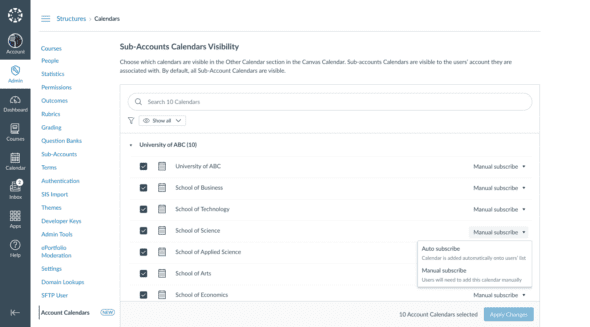 Structures › Calendars
Account
Admin
Dashboard
Courses
Calendar
2
Inbox
Apps
Help
Courses
People
Statistics
Permissions
Outcomes
Rubrics
Grading
Question Banks
Sub-Accounts
Terms
Authentication
SIS Import
Themes
Developer Keys
Admin Tools
ePortfolio
Moderation
Settings
Domain Lookups
SFTP User
Account Calendars NEW
Sub-Accounts Calendars Visibility
Choose which calendars are visible in the Other Calendar section in the Canvas Calendar. Sub-accounts Calendars are visible to the users' account they are
associated with. By default, all Sub-Account Calendars are visible.
Search 10 Calendars
Show all
University of ABC (10)
University of ABC Manual subscribe
School of Business Manual subscribe
School of Technology Manual subscribe
School of Science Manual subscribe
Auto subscribe
Calendar is added automatically onto users' list
Manual subscribe
Users will need to add this calendar manually
School of Applied Science
School of Arts
School of Economics Manual subscribe
10 Account Calendars selected Apply Changes